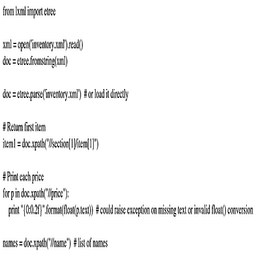 from lxml import etree
xml = open('inventory.xml').read()
doc = etree.fromstring(xml)
doc = etree.parse('inventory.xml')  # or load it directly
# Return first item
item1 = doc.xpath("//section[1]/item[1]")
# Print each price
for p in doc.xpath("//price"):
print "{0:0.2f}".format(float(p.text))  # could raise exception on missing text or invalid float() conversion
names = doc.xpath("//name")  # list of names